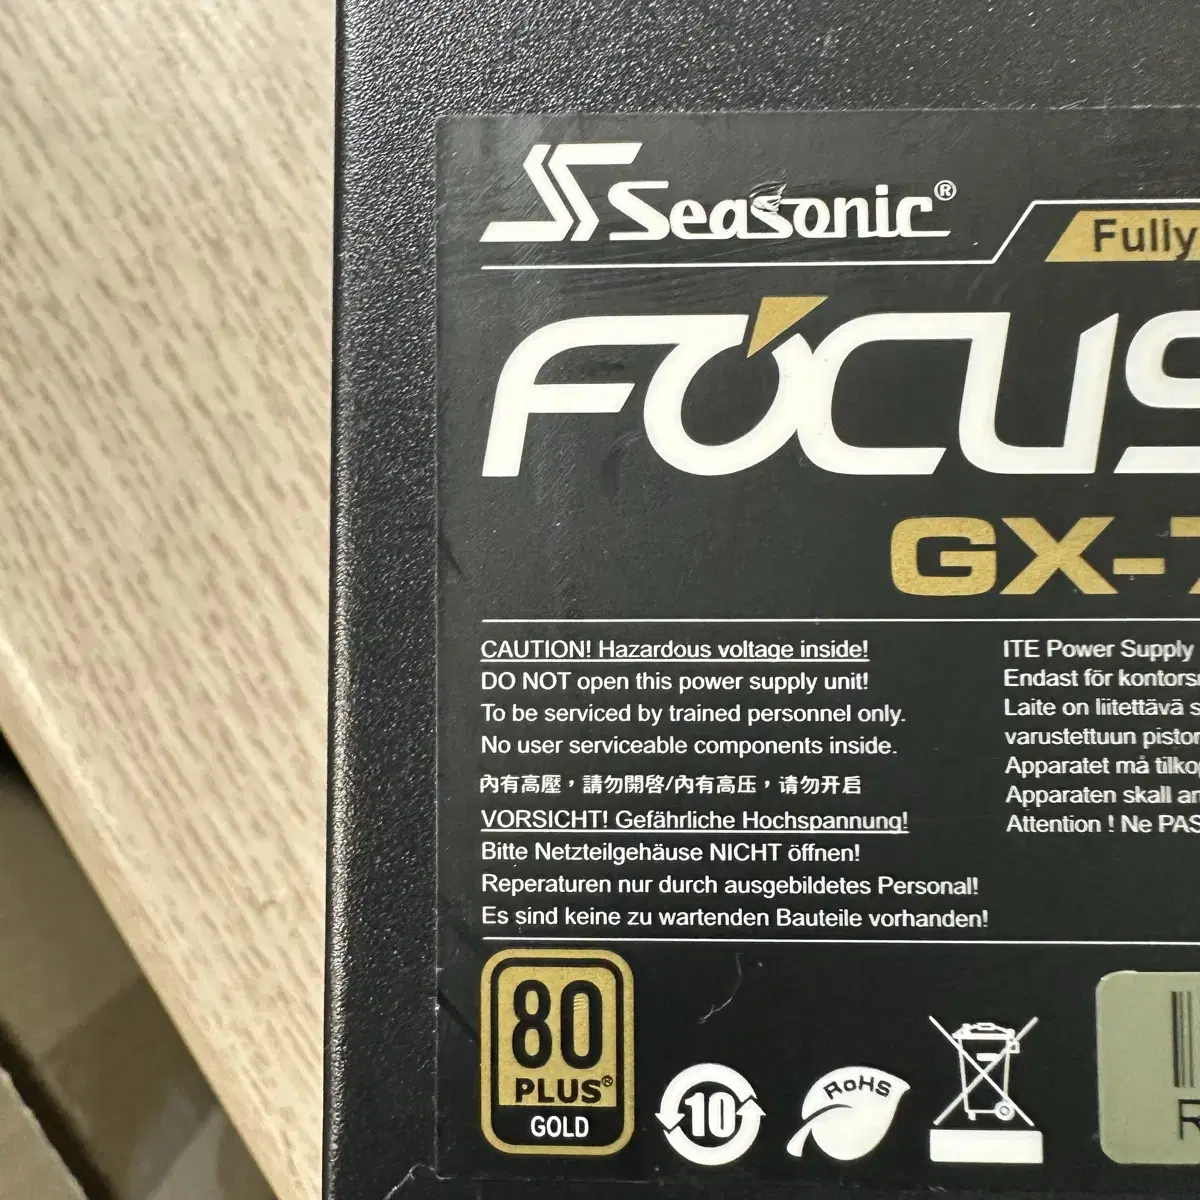 SeaSonic®
Fully
FOCUS
GX-7
CAUTION! Hazardous voltage inside!
DO NOT open this power supply unit!
To be serviced by trained personnel only.
No user serviceable components inside.
內有高壓，請勿開啓/內有高压，请勿开启
VORSICHT! Gefährliche Hochspannung!
Bitte Netzteilgehäuse NICHT öffnen!
Reperaturen nur durch ausgebildetes Personal!
Es sind keine zu wartenden Bauteile vorhanden!
ITE Power Supply
Endast för
Laite on liitettävä
varustettuun
Apparatet må
Apparaten skall
Attention ! Ne PAS
80
PLUS®
GOLD
10
RoHS
R